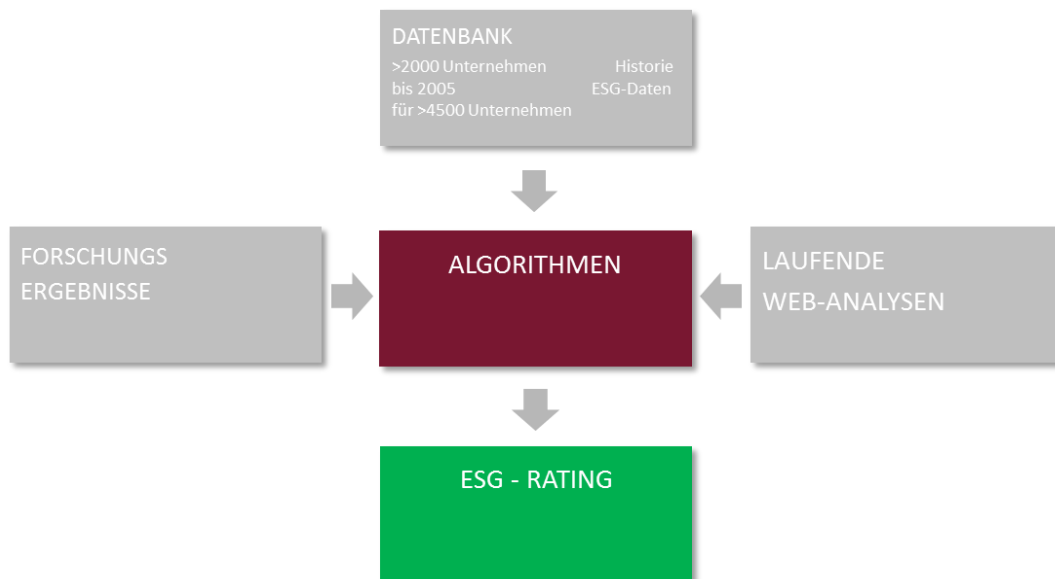 DATENBANK
>2000 Unternehmen Historie
bis 2005 ESG-Daten
für >4500 Unternehmen
FORSCHUNGS
ERGEBNISSE
ALGORITHMEN
LAUFENDE
WEB-ANALYSEN
ESG - RATING